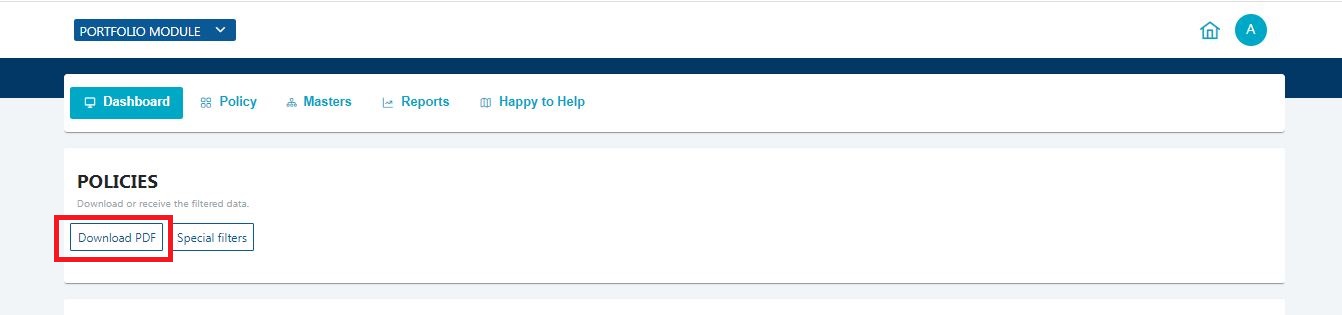 PORTFOLIO MODULE
A
Dashboard Policy Masters Reports Happy to Help
POLICIES
Download or receive the filtered data.
Download PDF Special filters